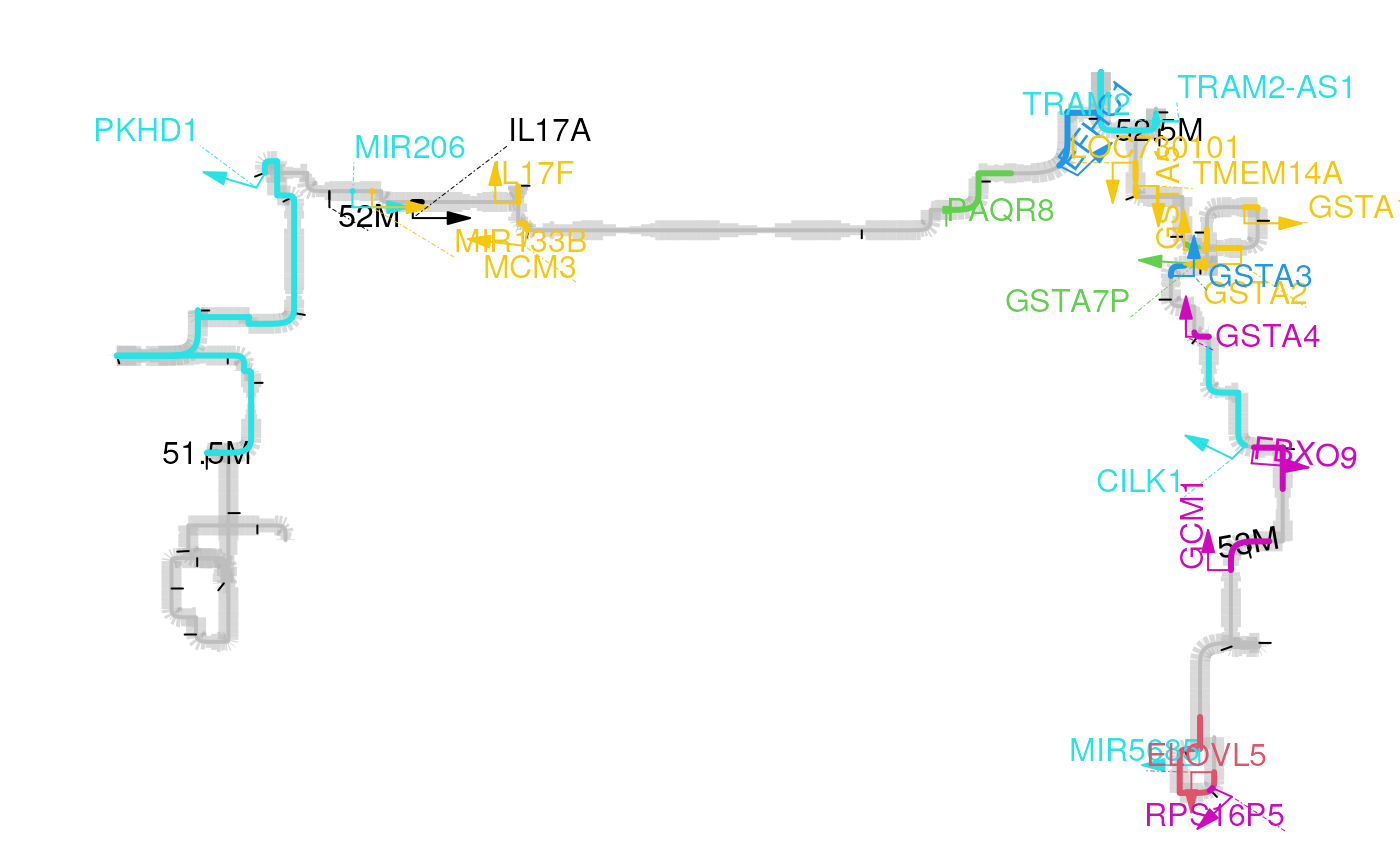 TRAM2-AS1
TRAM2
EFHC1
PKHD1
IL17A
52.5M
MIR206
LOC730101
IL17F
TMEM14A
GSTA5
PAQR8
GSTA1
52M
MIR133B
MCM3
GSTA3
GSTA2
GSTA7P
GSTA4
51.5M
FBXO9
CILK1
GCM1
53M
MIR5685
ELOVL5
RPS16P5